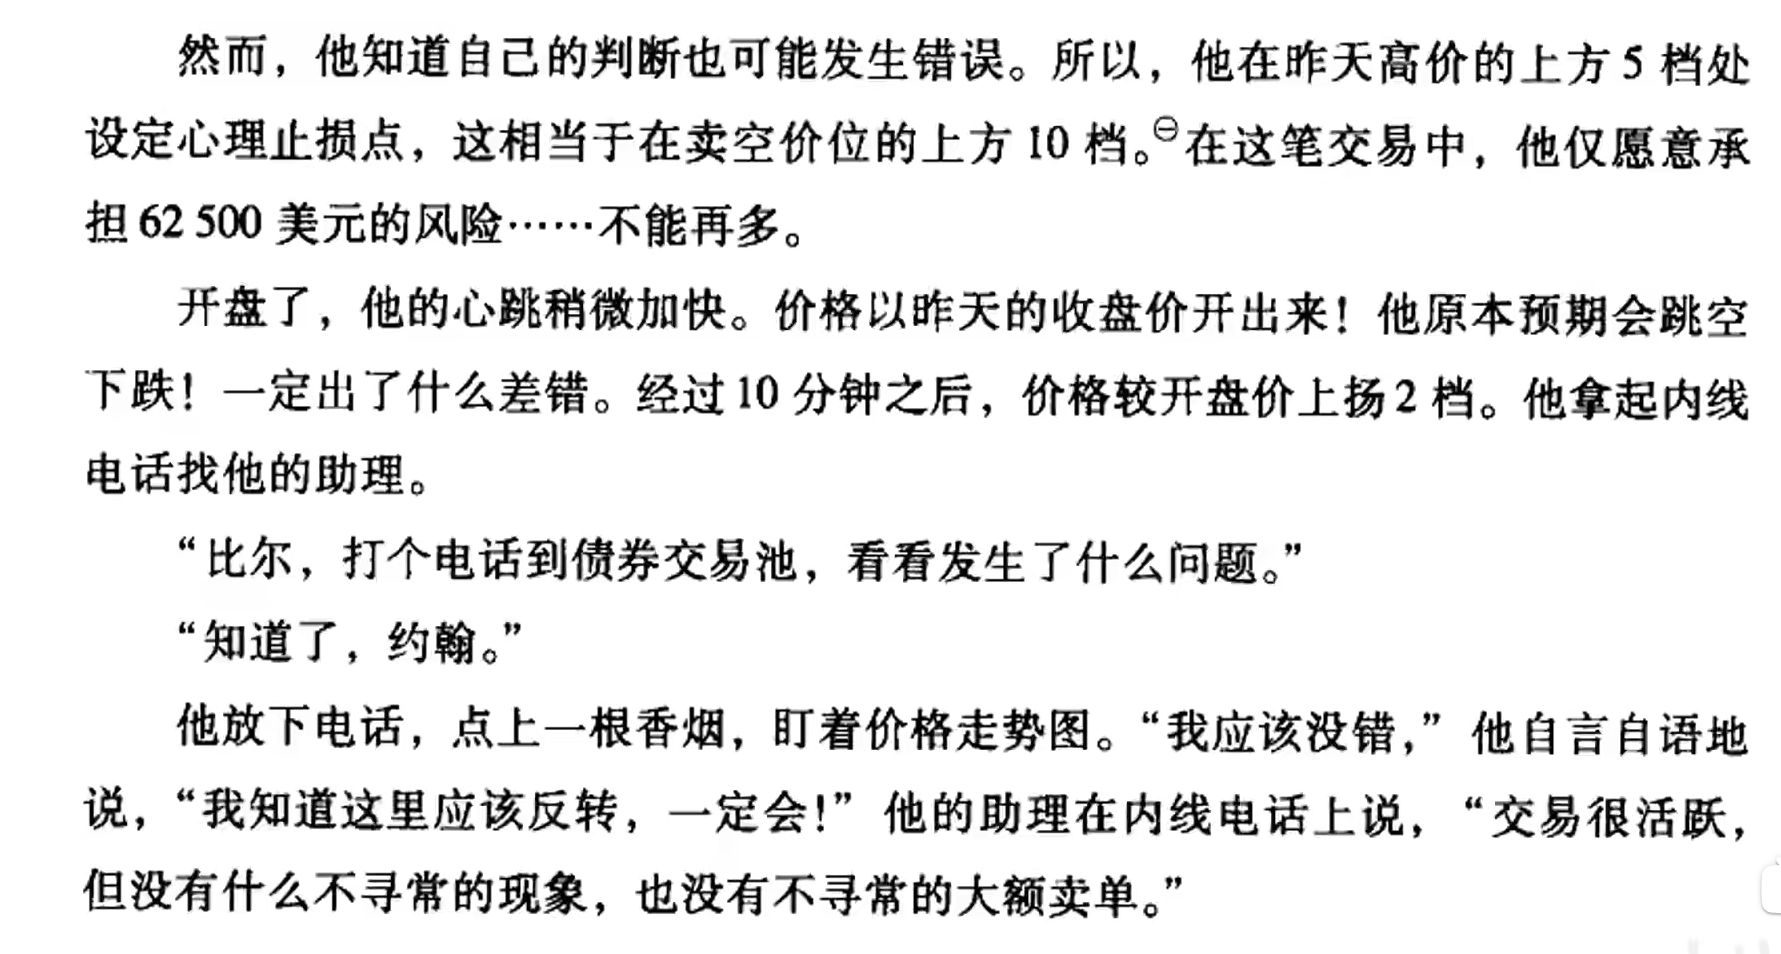 然而，他知道自己的判断也可能发生错误。所以，他在昨天高价的上方 5 档处
设定心理止损点，这相当于在卖空价位的上方 10 档。㊀在这笔交易中，他仅愿意承
担 62 500 美元的风险……不能再多。
开盘了，他的心跳稍微加快。价格以昨天的收盘价开出来！他原本预期会跳空
下跌！一定出了什么差错。经过 10 分钟之后，价格较开盘价上扬 2 档。他拿起内线
电话找他的助理。
“比尔，打个电话到债券交易池，看看发生了什么问题。”
“知道了，约翰。”
他放下电话，点上一根香烟，盯着价格走势图。“我应该没错，”他自言自语地
说，“我知道这里应该反转，一定会！”他的助理在内线电话上说，“交易很活跃，
但没有什么不寻常的现象，也没有不寻常的大额卖单。”